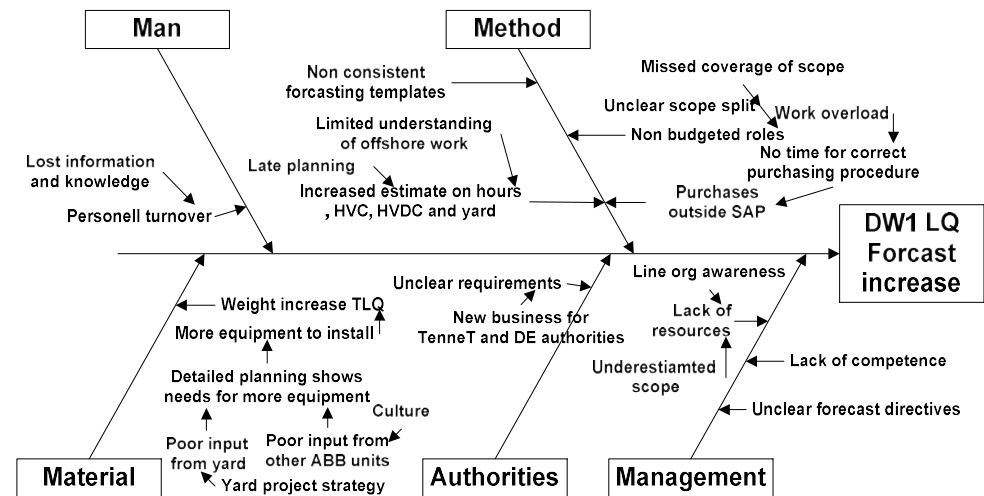 Man
Method
Non consistent
forcasting templates
Missed coverage of scope
Unclear scope split
Work overload
Limited understanding
of offshore work
Non budgeted roles
No time for correct
purchasing procedure
Lost information
and knowledge
Late planning
Increased estimate on hours
, HVC, HVDC and yard
Purchases
outside SAP
Personell turnover
DW1 LQ
Forcast
increase
Unclear requirements
Line org awareness
Weight increase TLQ
New business for
TenneT and DE authorities
Lack of
resources
More equipment to install
Underestiamted
scope
Lack of competence
Detailed planning shows
needs for more equipment
Culture
Unclear forecast directives
Poor input
from yard
Poor input from
other ABB units
Yard project strategy
Material
Authorities
Management